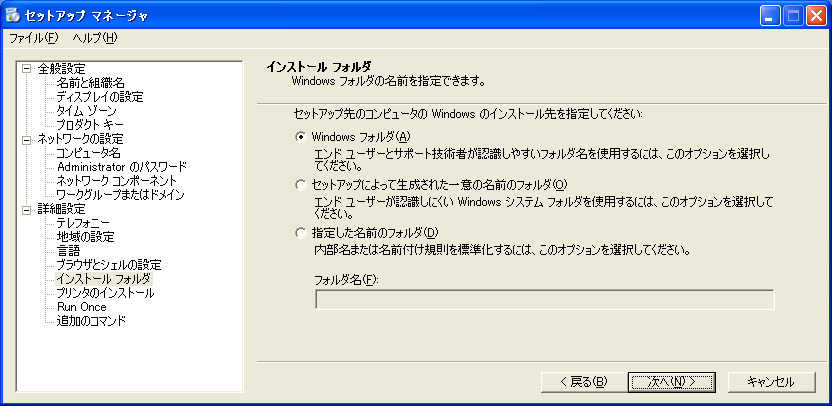 セットアップ マネージャ
ファイル(F) ヘルプ(H)
全般設定
名前と組織名
ディスプレイの設定
タイム ゾーン
プロダクト キー
ネットワークの設定
コンピュータ名
Administrator のパスワード
ネットワーク コンポーネント
ワークグループまたはドメイン
詳細設定
テレフォニー
地域の設定
言語
ブラウザとシェルの設定
インストール フォルダ
プリンタのインストール
Run Once
追加のコマンド
インストール フォルダ
Windows フォルダの名前を指定できます。
セットアップ先のコンピュータの Windows のインストール先を指定してください:
Windows フォルダ(A)
エンド ユーザーとサポート技術者が認識しやすいフォルダ名を使用するには、このオプションを選択し
てください。
セットアップによって生成された一意の名前のフォルダ(O)
エンド ユーザーが認識しにくい Windows システム フォルダを使用するには、このオプションを選択してく
ださい。
指定した名前のフォルダ(D)
内部名または名前付け規則を標準化するには、このオプションを選択してください。
フォルダ名(F):
< 戻る(B) 次へ(N) > キャンセル